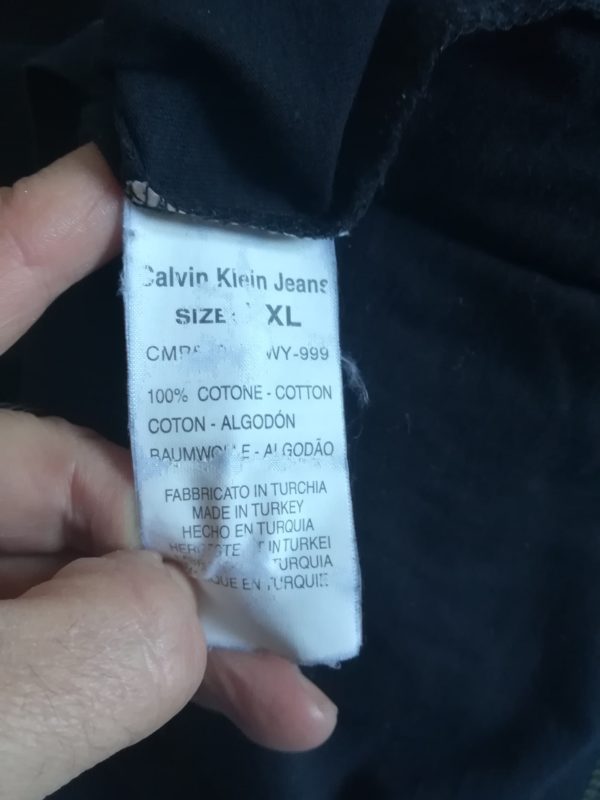 Calvin Klein Jeans
SIZE: XL
WY-999
100% COTONE - COTTON
COTON - ALGODÓN
BAUMWOLLE - ALGODÃO
FABBRICATO IN TURCHIA
MADE IN TURKEY
HECHO EN TURQUIA
IN TURKEI
TURQUIA
EN TURQUIE